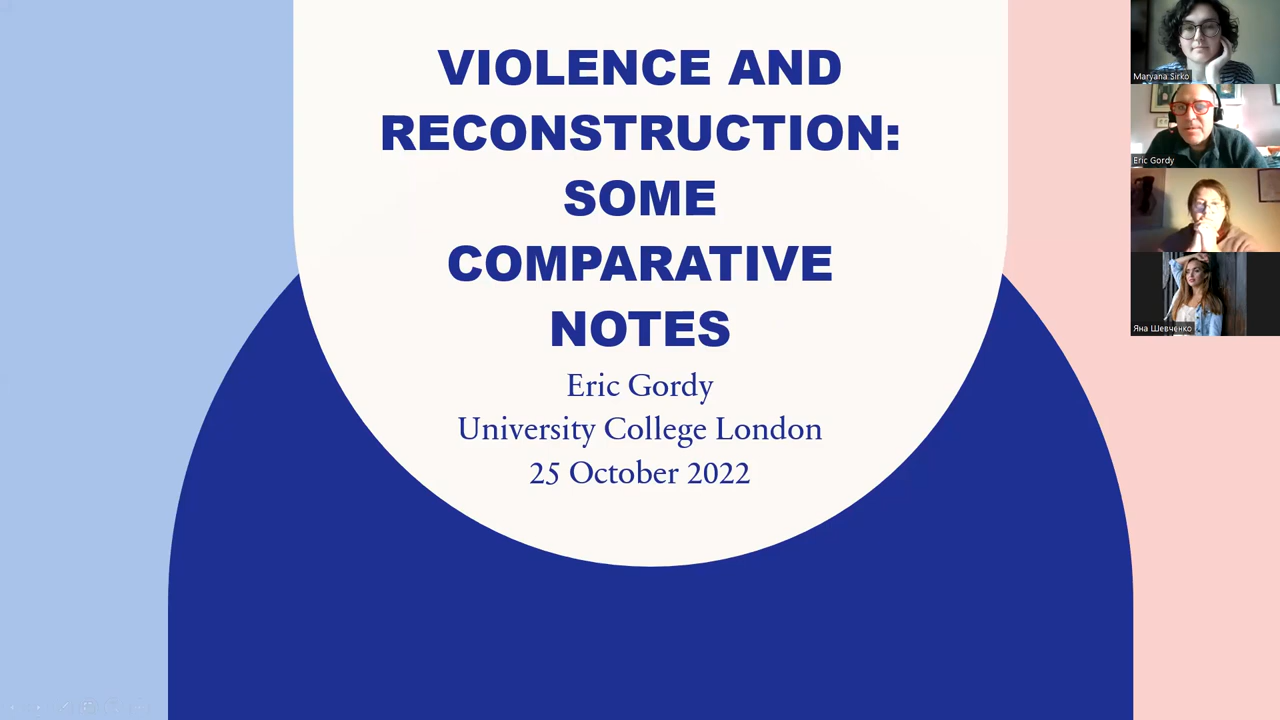 VIOLENCE AND
RECONSTRUCTION:
SOME
COMPARATIVE
NOTES
Eric Gordy
University College London
25 October 2022
Maryana Sirko
Eric Gordy
Яна Шевченко